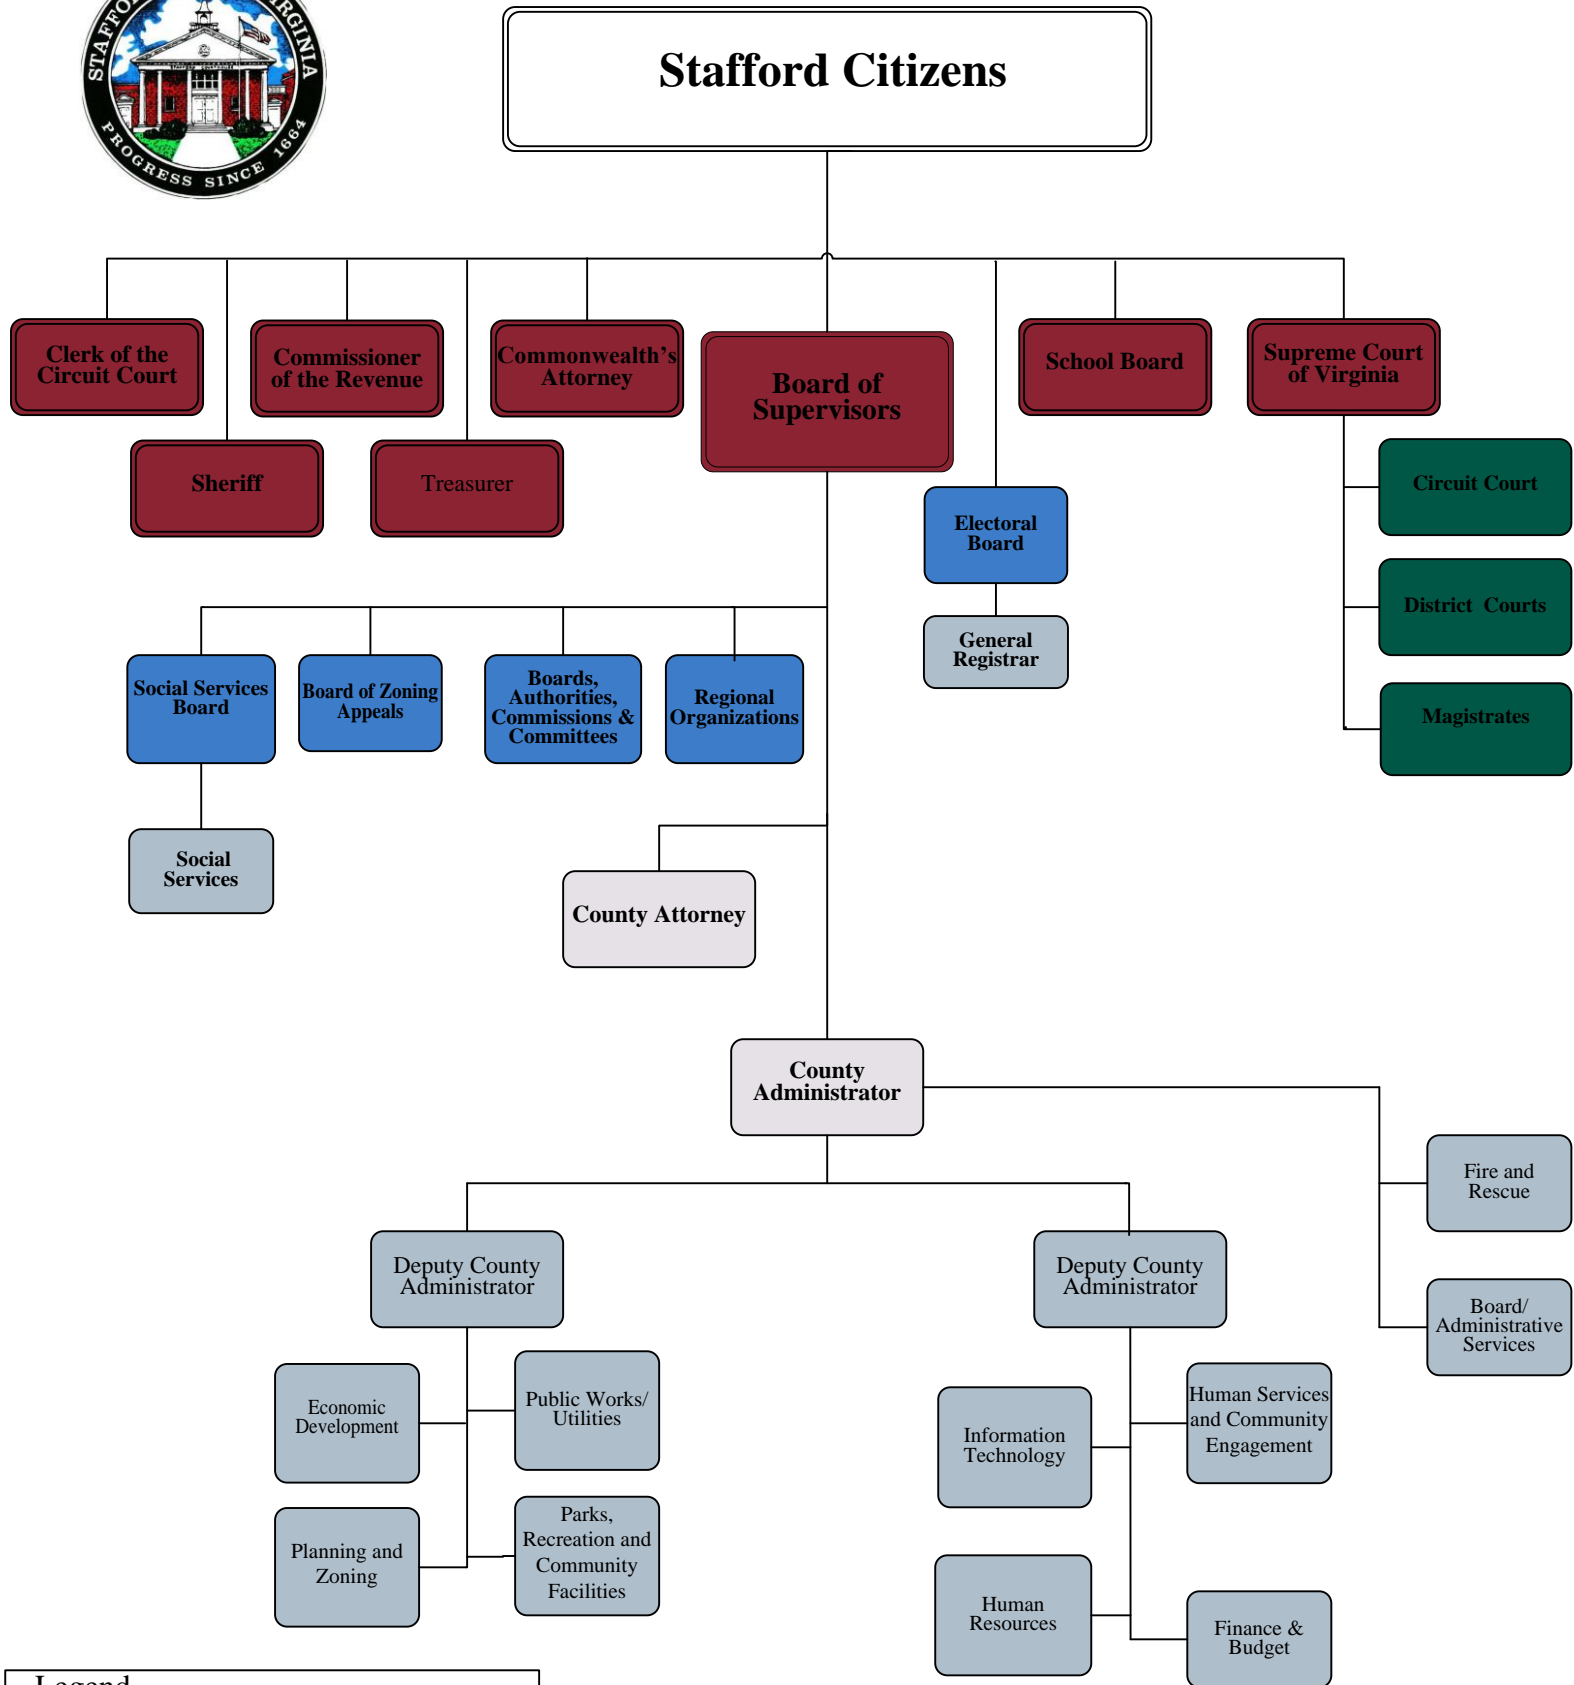 STAFFO
RGINIA
PROGRESS SINCE 1664
Stafford Citizens
Clerk of the
Circuit Court
Commissioner
of the Revenue
Commonwealth's
Attorney
Board of
Supervisors
School Board
Supreme Court
of Virginia
Sheriff
Treasurer
Circuit Court
Electoral
Board
District Courts
General
Registrar
Magistrates
Social Services
Board
Board of Zoning
Appeals
Boards,
Authorities,
Commissions &
Committees
Regional
Organizations
Social
Services
County Attorney
County
Administrator
Fire and
Rescue
Deputy County
Administrator
Deputy County
Administrator
Board/
Administrative
Services
Economic
Development
Public Works/
Utilities
Information
Technology
Human Services
and Community
Engagement
Planning and
Zoning
Parks,
Recreation and
Community
Facilities
Human
Resources
Finance &
Budget
Legend